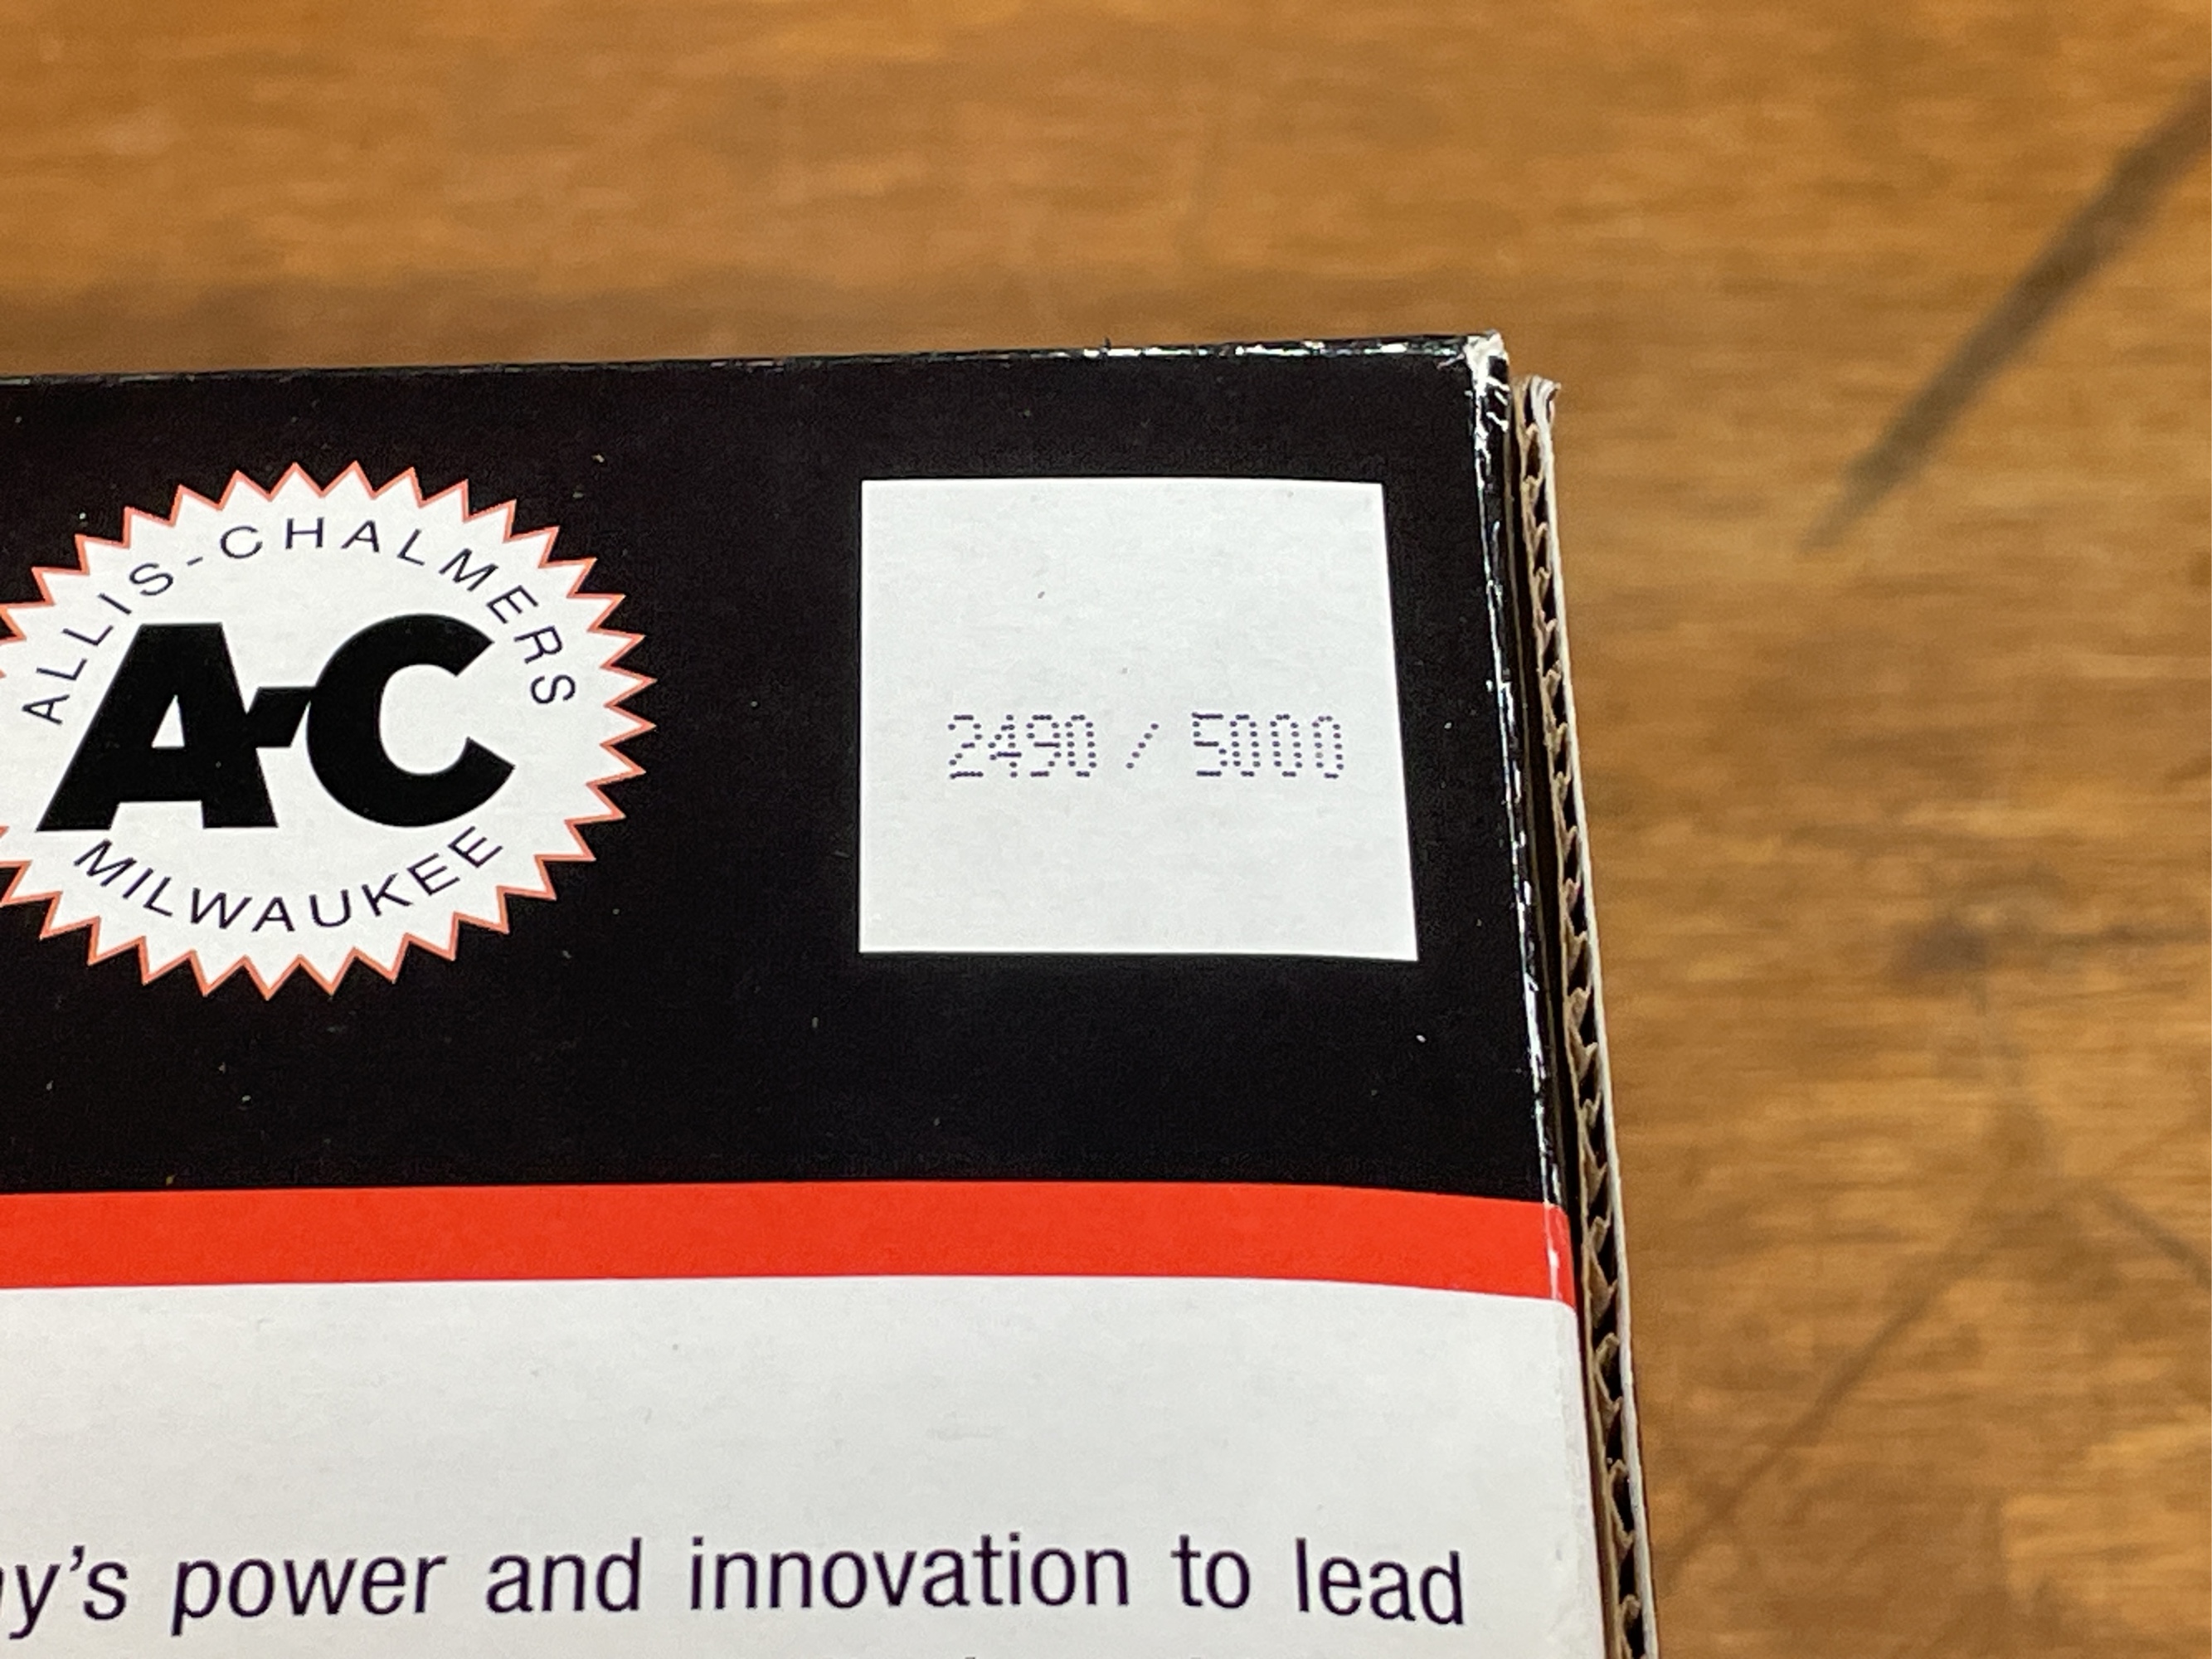 ALLIS-CHALMERS
A-C
MILWAUKEE
2490 / 5000
power and innovation to lead